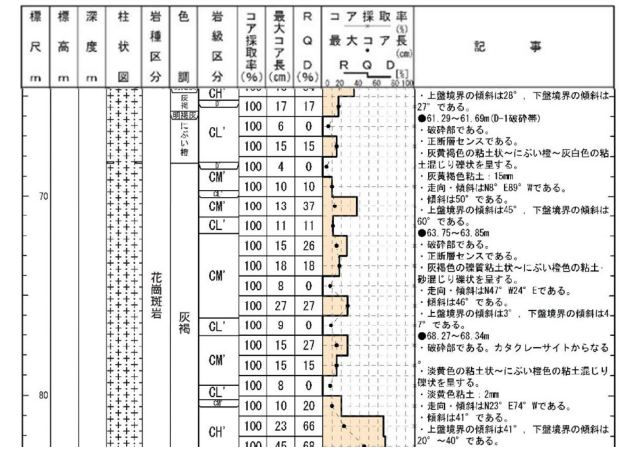 標尺 m
標高 m
深度 m
柱状図
岩種区分
色調
岩級区分
コア採取率 (%)
最大コア長 (cm)
RQD (%)
コア採取率 (%)
最大コア長 (cm)
RQD [%]
0 20 40 60 80 100
記事
70
80
花崗斑岩
灰褐
にぶい橙
灰褐
CH'
D
CL'
D
CM'
CL'
CM'
CL'
CM'
CL'
CM'
CL'
CM'
CH'
100 17 17
100 6 0
100 15 15
100 4 0
100 10 10
100 13 37
100 11 11
100 15 26
100 18 18
100 8 0
100 27 27
100 9 0
100 15 27
100 15 15
100 8 0
100 10 20
100 23 66
100 45 68
・上盤境界の傾斜は28°，下盤境界の傾斜は
27°である。
●61.29～61.69m(D-1破砕帯)
・破砕部である。
・正断層センスである。
・灰黄褐色の粘土状～にぶい橙～灰白色の粘
土混じり礫状を呈する。
・灰黄褐色粘土：15mm
・走向・傾斜はN8°E89°Wである。
・傾斜は50°である。
・上盤境界の傾斜は45°，下盤境界の傾斜は
60°である。
●63.75～63.85m
・破砕部である。
・正断層センスである。
・灰褐色の礫質粘土状～にぶい橙色の粘土・
砂混じり礫状を呈する。
・走向・傾斜はN47°W24°Eである。
・傾斜は46°である。
・上盤境界の傾斜は3°，下盤境界の傾斜は4
7°である。
●68.27～68.34m
・破砕部である。カタクレーサイトからなる
。
・淡黄色の粘土状～にぶい橙色の粘土混じり
礫状を呈する。
・淡黄色粘土：2mm
・走向・傾斜はN23°E74°Wである。
・傾斜は41°である。
・上盤境界の傾斜は41°，下盤境界の傾斜は
20°～40°である。